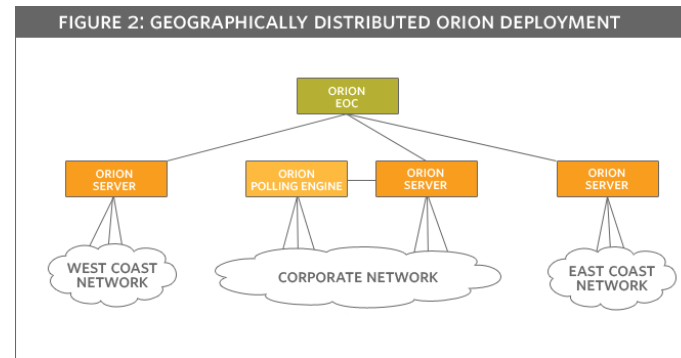 FIGURE 2: GEOGRAPHICALLY DISTRIBUTED ORION DEPLOYMENT
ORION
EOC
ORION
SERVER
ORION
POLLING ENGINE
ORION
SERVER
ORION
SERVER
WEST COAST
NETWORK
CORPORATE NETWORK
EAST COAST
NETWORK